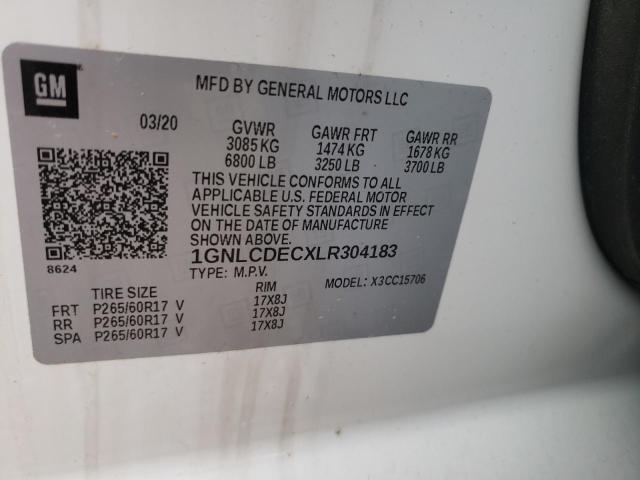 GM
MFD BY GENERAL MOTORS LLC
03/20 GVWR GAWR FRT GAWR RR
3085 KG 1474 KG 1678 KG
6800 LB 3250 LB 3700 LB
THIS VEHICLE CONFORMS TO ALL
APPLICABLE U.S. FEDERAL MOTOR
VEHICLE SAFETY STANDARDS IN EFFECT
ON THE DATE OF MANUFACTURE
SHOWN ABOVE.
8624
1GNLCDECXLR304183
TYPE: M.P.V. MODEL: X3CC15706
TIRE SIZE RIM
FRT P265/60R17 V 17X8J
RR P265/60R17 V 17X8J
SPA P265/60R17 V 17X8J